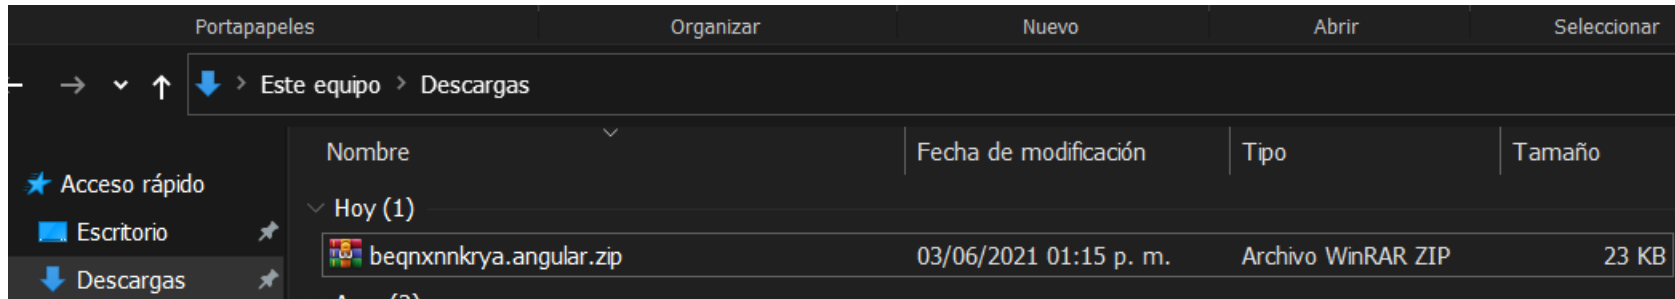 Portapapeles Organizar Nuevo Abrir Seleccionar
Este equipo > Descargas
Nombre Fecha de modificación Tipo Tamaño
Acceso rápido
Hoy (1)
Escritorio
beqnxnnkrya.angular.zip 03/06/2021 01:15 p. m. Archivo WinRAR ZIP 23 KB
Descargas